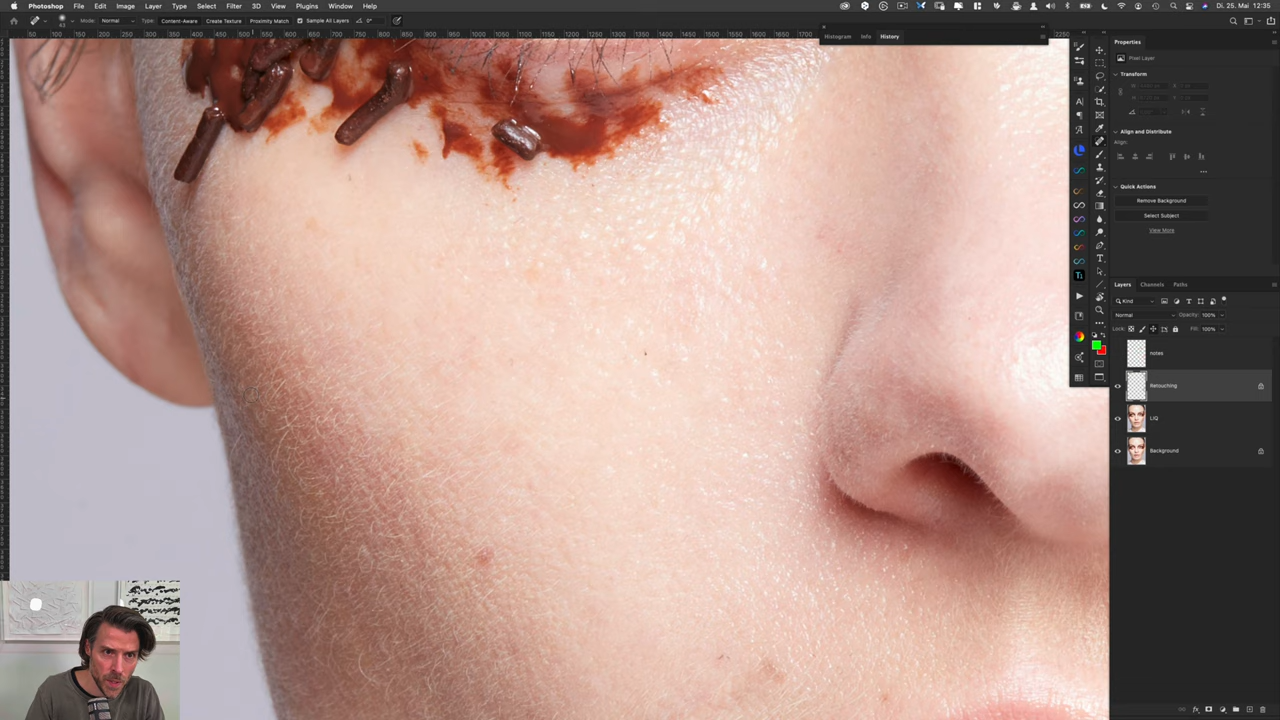 Photoshop File Edit Image Layer Type Select Filter 3D View Plugins Window Help
Di. 25. Mai 12:35
Mode: Normal Type: Content-Aware Create Texture Proximity Match Sample All Layers 0°
Histogram Info History
Properties
Pixel Layer
Transform
Align and Distribute
Align:
Quick Actions
Remove Background
Select Subject
View More
Layers Channels Paths
Kind
Normal Opacity: 100%
Lock: Fill: 100%
notes
Retouching
LIQ
Background